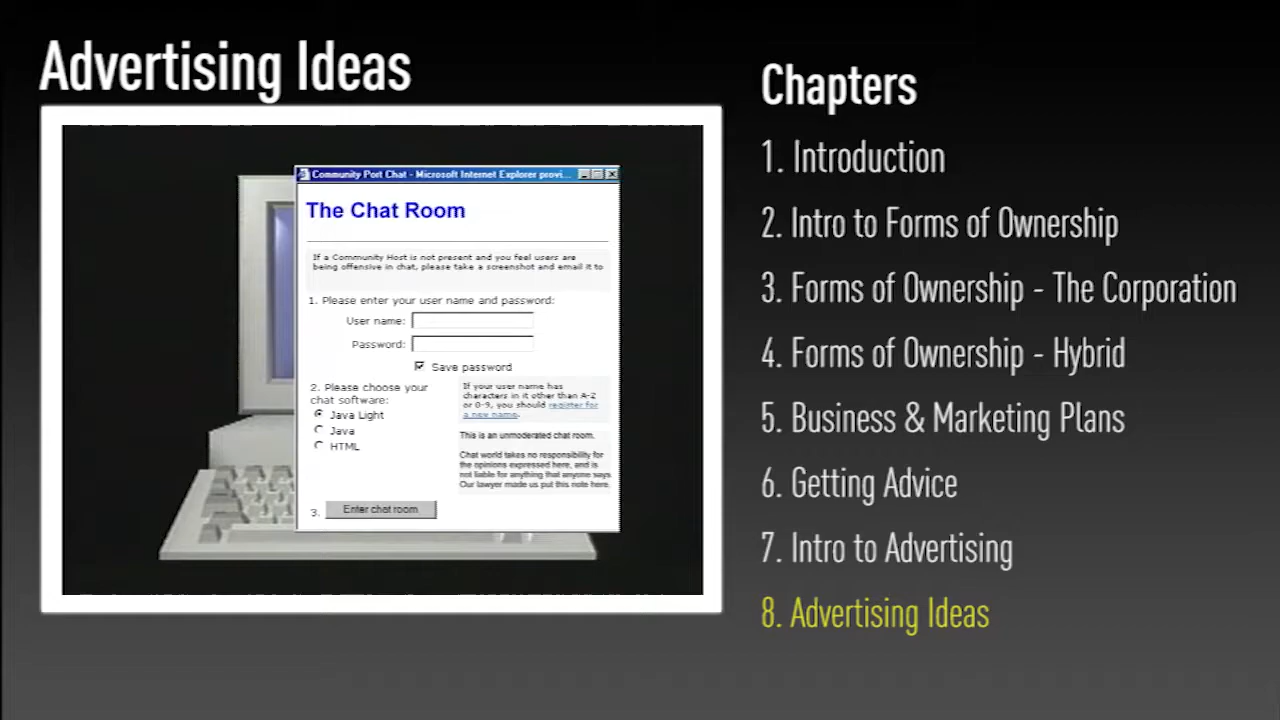 Advertising Ideas
Community Port Chat - Microsoft Internet Explorer provi...
The Chat Room
If a Community Host is not present and you feel users are
being offensive in chat, please take a screenshot and email it to
1. Please enter your user name and password:
User name:
Password:
Save password
2. Please choose your
chat software:
Java Light
Java
HTML
If your user name has
characters in it other than A-Z
or 0-9, you should register for
a new name.
This is an unmoderated chat room.
Chat world takes no responsibility for
the opinions expressed here, and is
not liable for anything that anyone says.
Our lawyer made us put this note here.
3. Enter chat room
Chapters
1. Introduction
2. Intro to Forms of Ownership
3. Forms of Ownership - The Corporation
4. Forms of Ownership - Hybrid
5. Business & Marketing Plans
6. Getting Advice
7. Intro to Advertising
8. Advertising Ideas